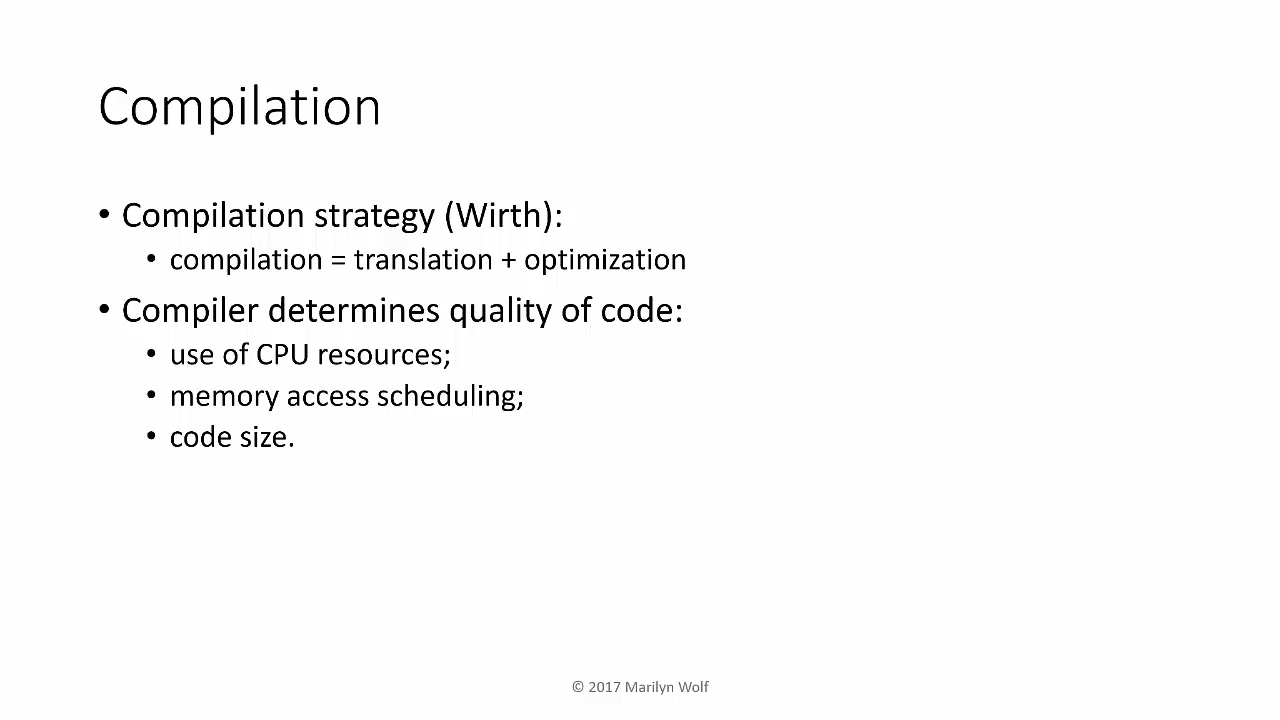 Compilation
• Compilation strategy (Wirth):
• compilation = translation + optimization
• Compiler determines quality of code:
• use of CPU resources;
• memory access scheduling;
• code size.
© 2017 Marilyn Wolf